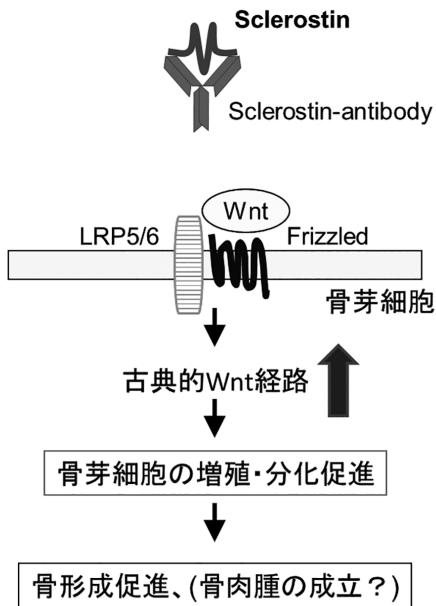 Sclerostin
Sclerostin-antibody
Wnt
LRP5/6
Frizzled
骨芽細胞
古典的Wnt経路
骨芽細胞の増殖・分化促進
骨形成促進、(骨肉腫の成立？)